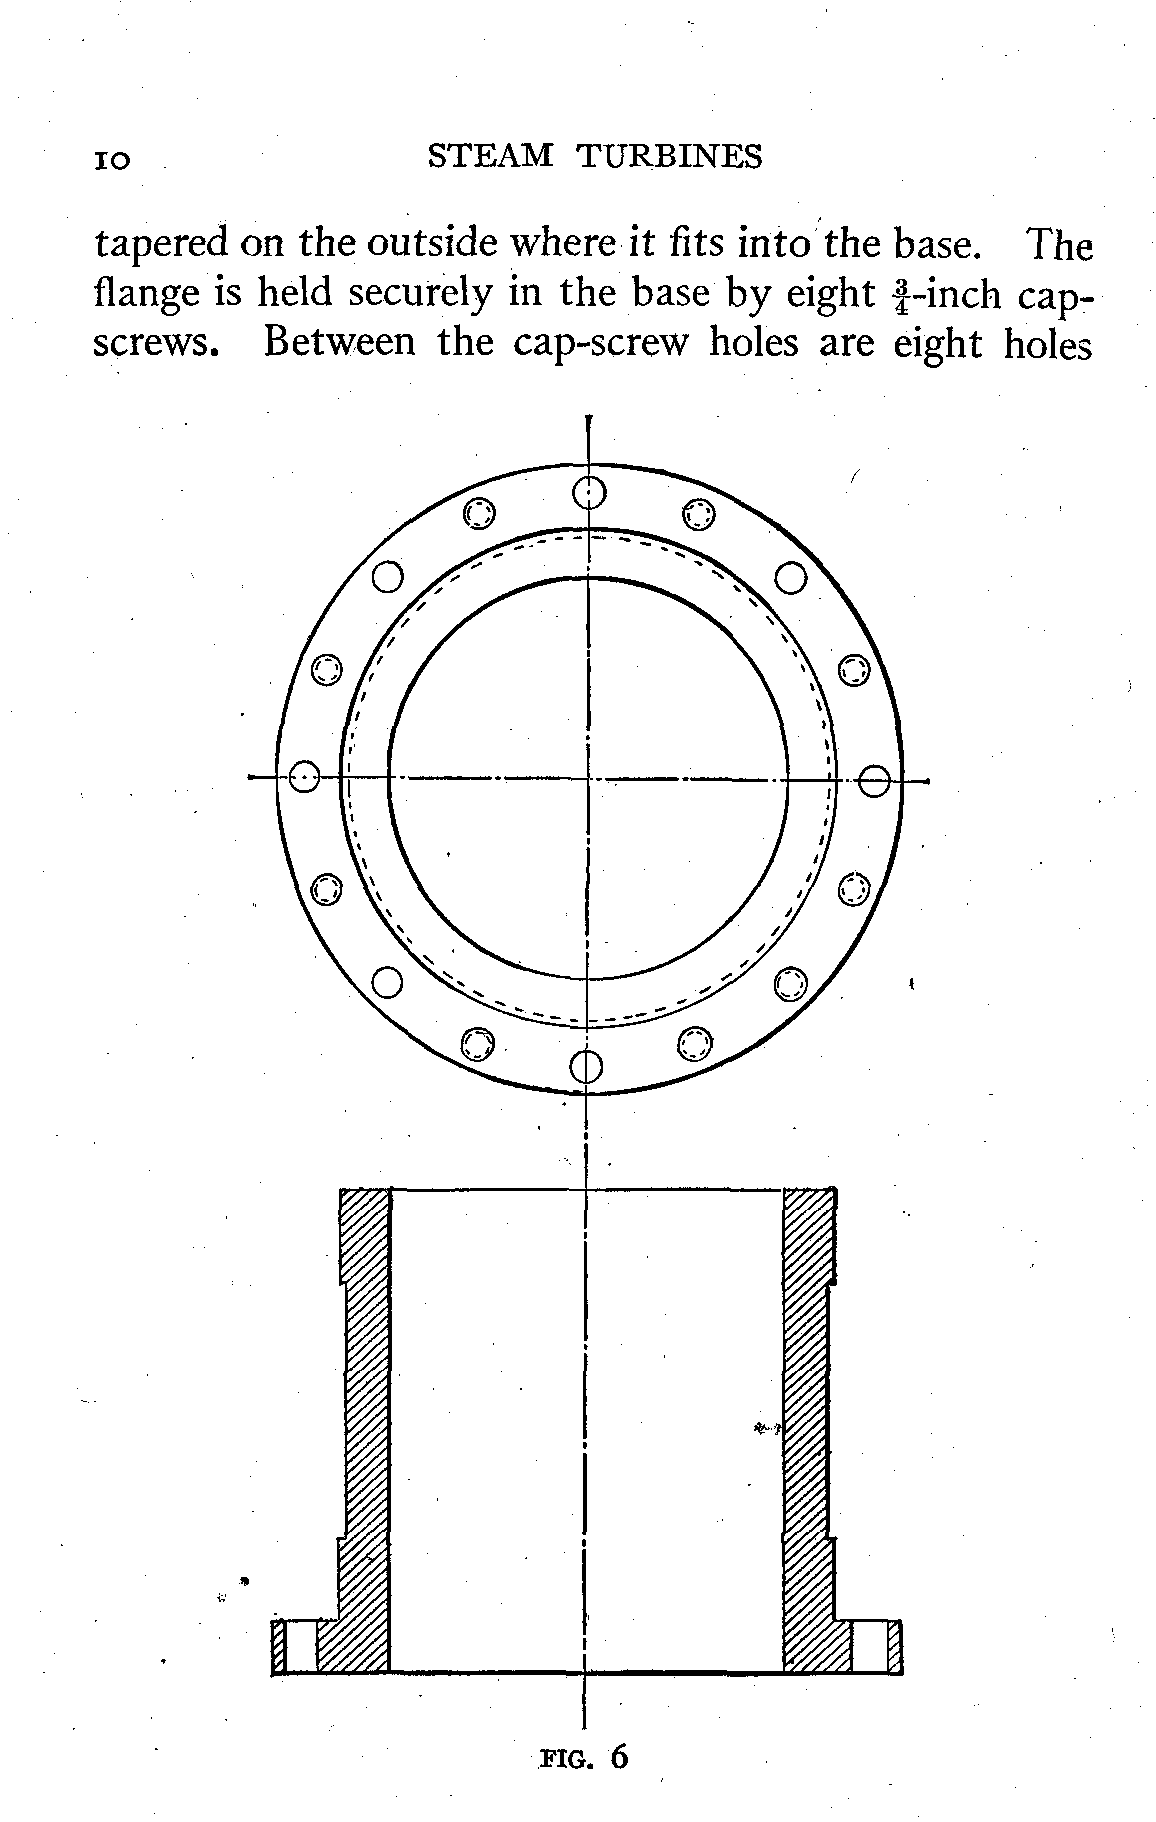 10 STEAM TURBINES
tapered on the outside where it fits into the base. The
flange is held securely in the base by eight ¾-inch cap-
screws. Between the cap-screw holes are eight holes
FIG. 6